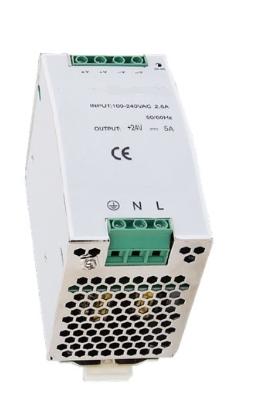 INPUT:100-240VAC 2.6A
50/60Hz
OUTPUT: +24V ⎓ 5A
CE
N L